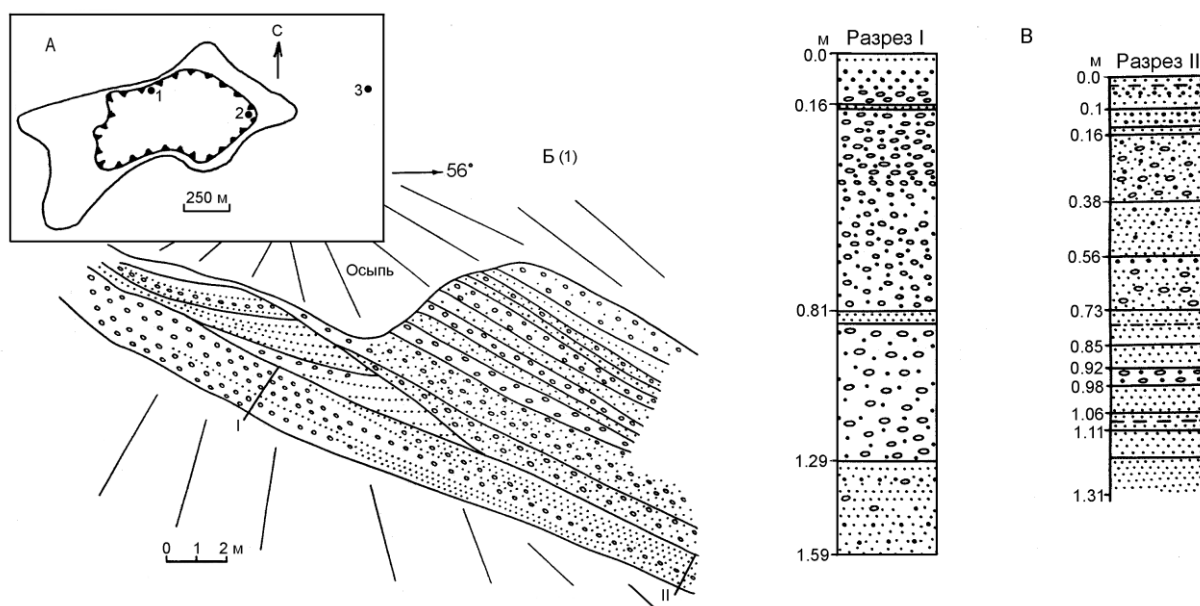 А
С
1
2
3
250 м
Б (1)
56°
Осыпь
I
II
0 1 2 м
м Разрез I
0.0
0.16
0.81
1.29
1.59
В
м Разрез II
0.0
0.1
0.16
0.38
0.56
0.73
0.85
0.92
0.98
1.06
1.11
1.31